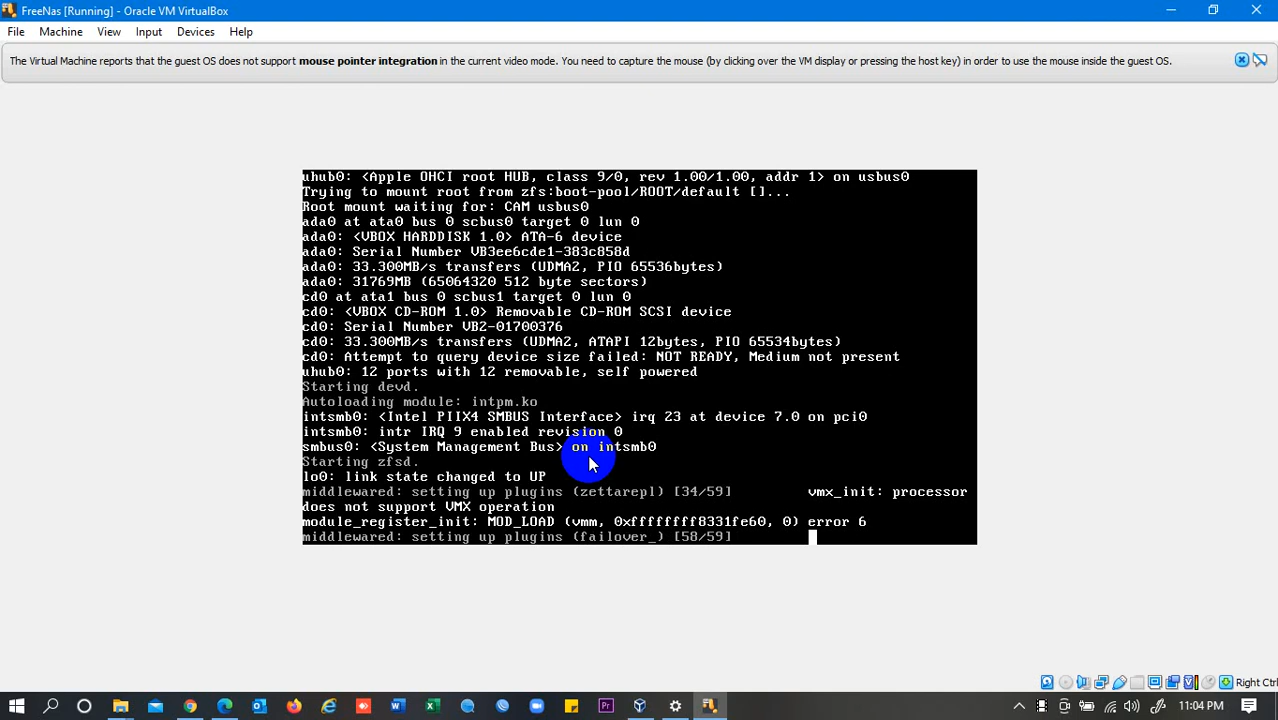 FreeNas [Running] - Oracle VM VirtualBox
File Machine View Input Devices Help
The Virtual Machine reports that the guest OS does not support mouse pointer integration in the current video mode. You need to capture the mouse (by clicking over the VM display or pressing the host key) in order to use the mouse inside the guest OS.
uhub0: <Apple OHCI root HUB, class 9/0, rev 1.00/1.00, addr 1> on usbus0
Trying to mount root from zfs:boot-pool/ROOT/default []...
Root mount waiting for: CAM usbus0
ada0 at ata0 bus 0 scbus0 target 0 lun 0
ada0: <VBOX HARDDISK 1.0> ATA-6 device
ada0: Serial Number VB3ee6cde1-383c858d
ada0: 33.300MB/s transfers (UDMA2, PIO 65536bytes)
ada0: 31769MB (65064320 512 byte sectors)
cd0 at ata1 bus 0 scbus1 target 0 lun 0
cd0: <VBOX CD-ROM 1.0> Removable CD-ROM SCSI device
cd0: Serial Number VB2-01700376
cd0: 33.300MB/s transfers (UDMA2, ATAPI 12bytes, PIO 65534bytes)
cd0: Attempt to query device size failed: NOT READY, Medium not present
uhub0: 12 ports with 12 removable, self powered
Starting devd.
Autoloading module: intpm.ko
intsmb0: <Intel PIIX4 SMBUS Interface> irq 23 at device 7.0 on pci0
intsmb0: intr IRQ 9 enabled revision 0
smbus0: <System Management Bus> on intsmb0
Starting zfsd.
lo0: link state changed to UP
middlewared: setting up plugins (zettarepl) [34/59] vmx_init: processor
does not support VMX operation
module_register_init: MOD_LOAD (vmm, 0xffffffff8331fe60, 0) error 6
middlewared: setting up plugins (failover_) [58/59]
Right Ctrl
11:04 PM